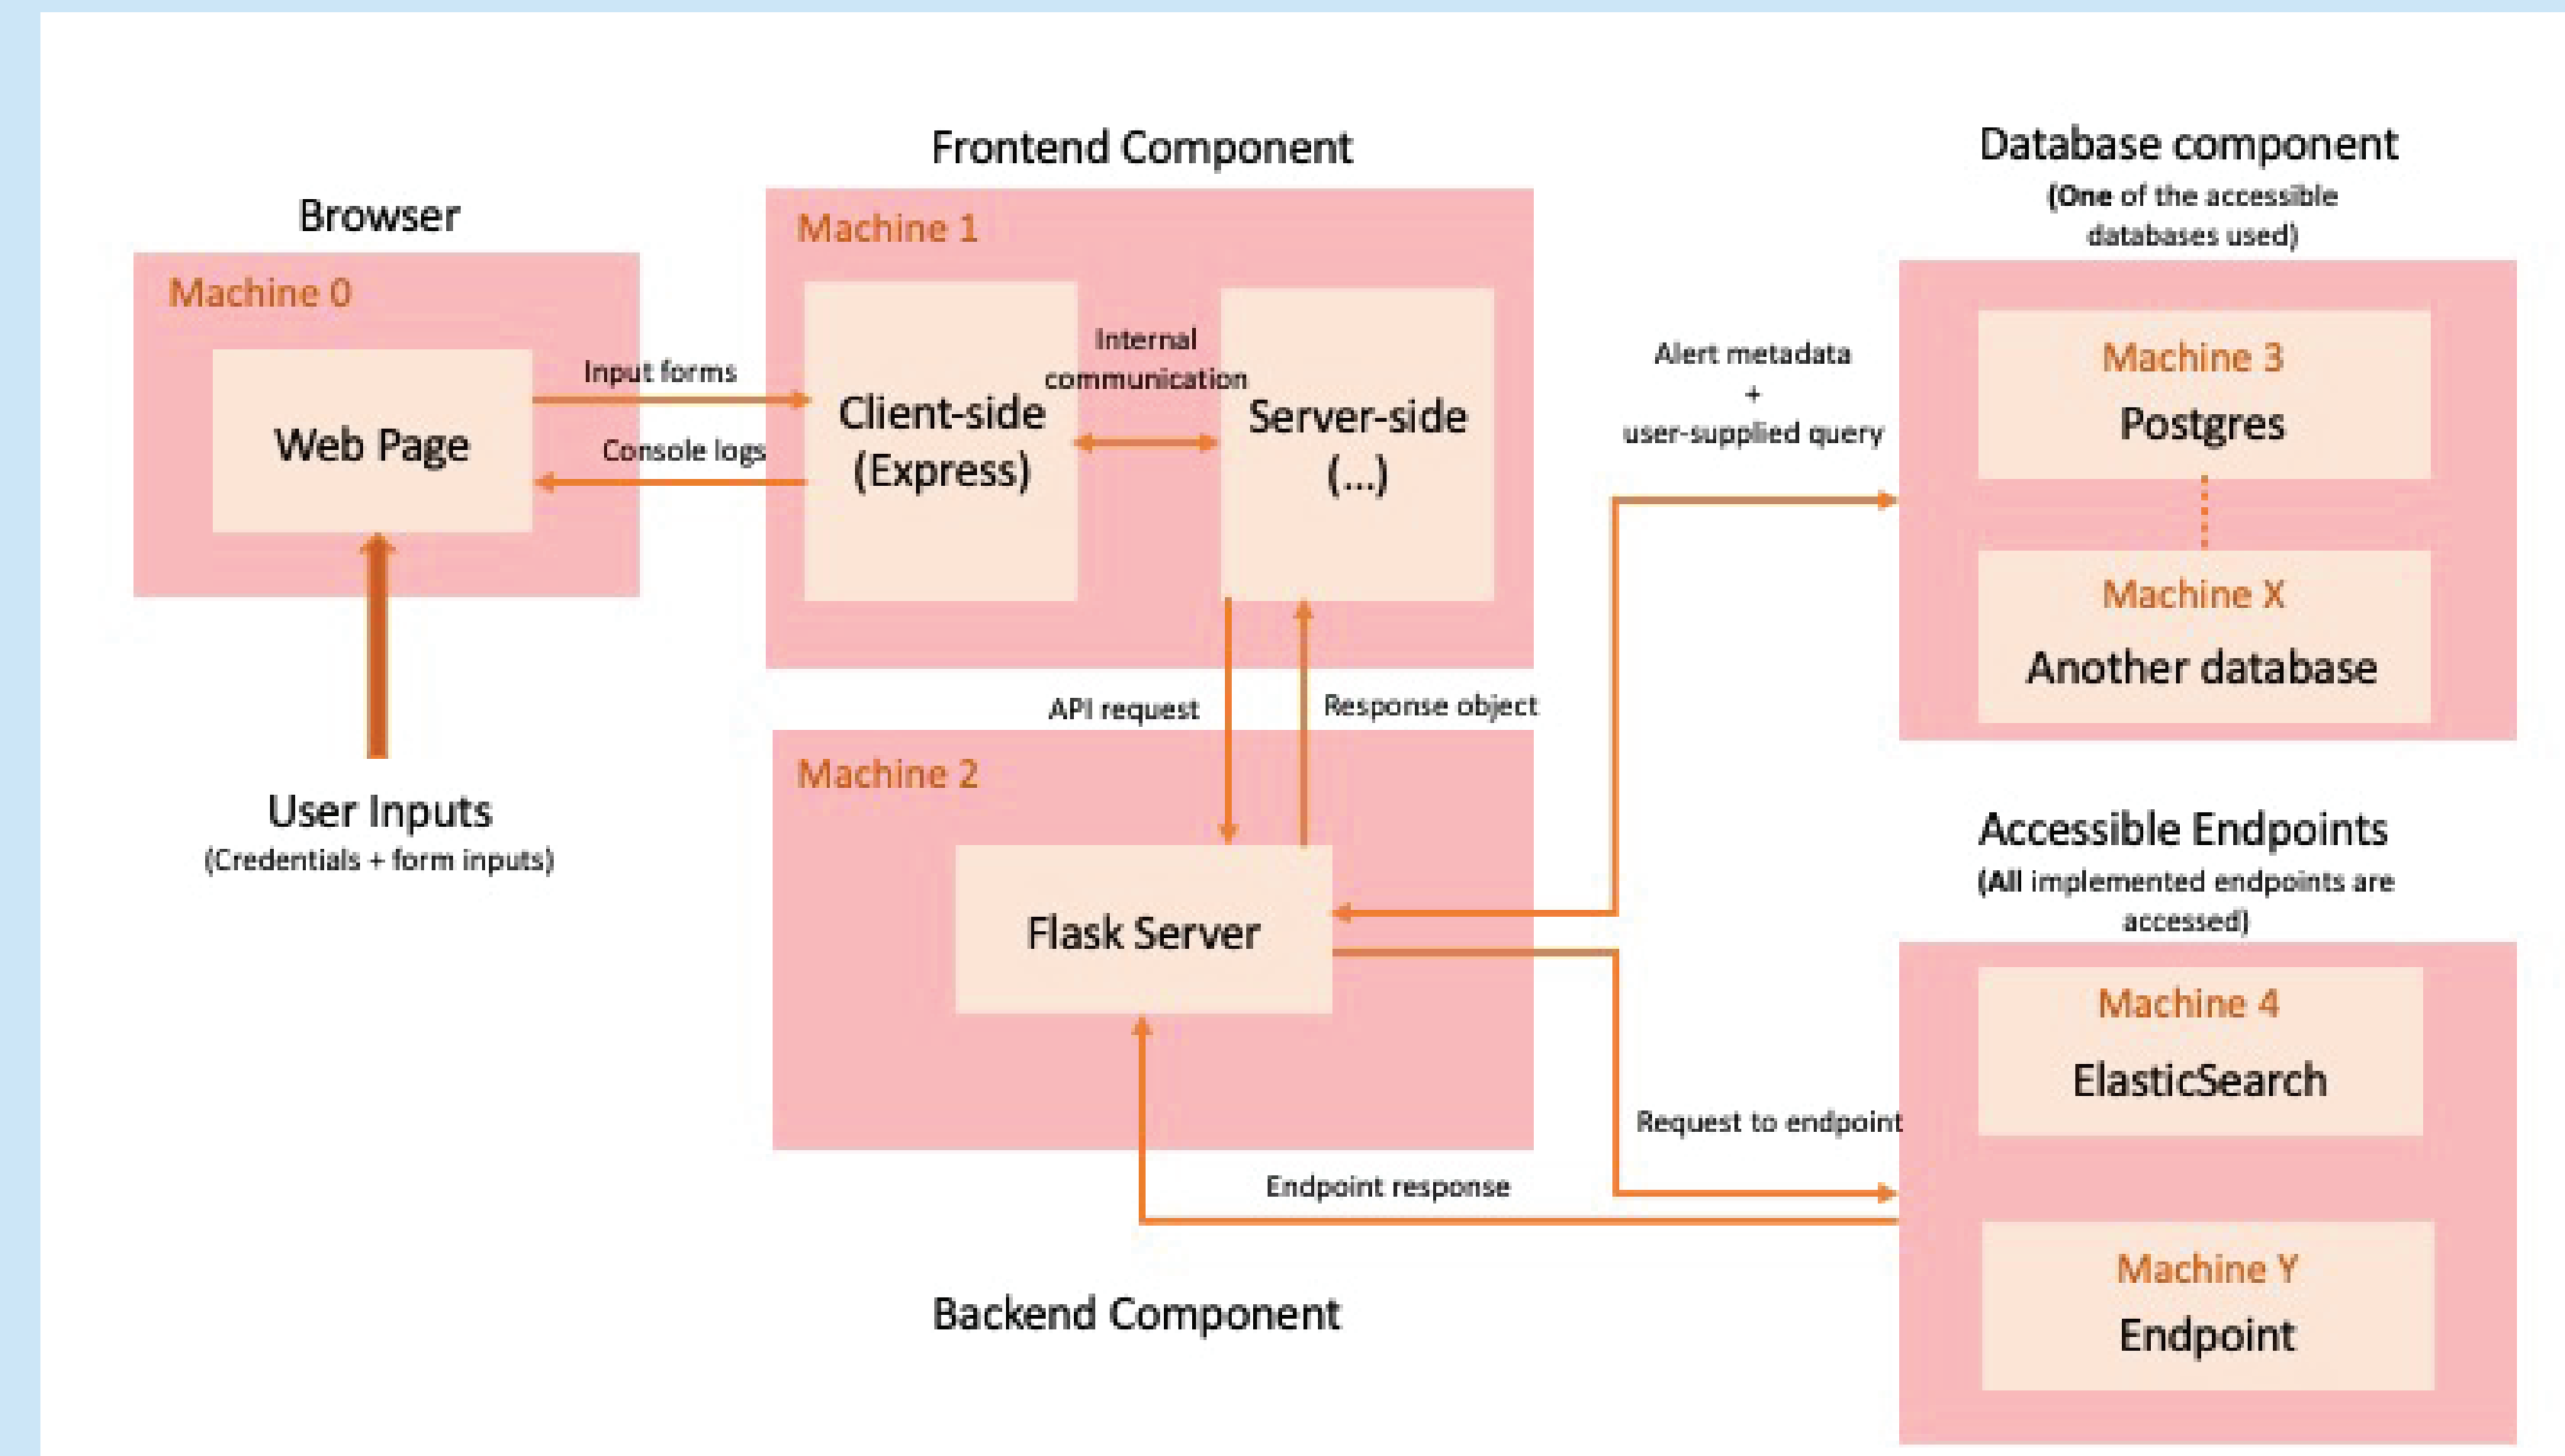 Browser
Machine 0
Web Page
User Inputs
(Credentials + form inputs)
Input forms
Console logs
Frontend Component
Machine 1
Client-side
(Express)
Internal
communication
Server-side
(...)
API request
Response object
Machine 2
Flask Server
Endpoint response
Backend Component
Alert metadata
+
user-supplied query
Request to endpoint
Database component
(One of the accessible
databases used)
Machine 3
Postgres
Machine X
Another database
Accessible Endpoints
(All implemented endpoints are
accessed)
Machine 4
ElasticSearch
Machine Y
Endpoint